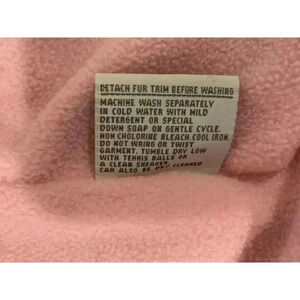 DETACH FUR TRIM BEFORE WASHING
MACHINE WASH SEPARATELY
IN COLD WATER WITH MILD
DETERGENT OR SPECIAL
DOWN SOAP ON GENTLE CYCLE.
NON CHOLORINE BLEACH. COOL IRON.
DO NOT WRING OR TWIST
GARMENT. TUMBLE DRY LOW
WITH TENNIS BALLS OR
A CLEAN SNEAKER
CAN ALSO BE DRY CLEANED